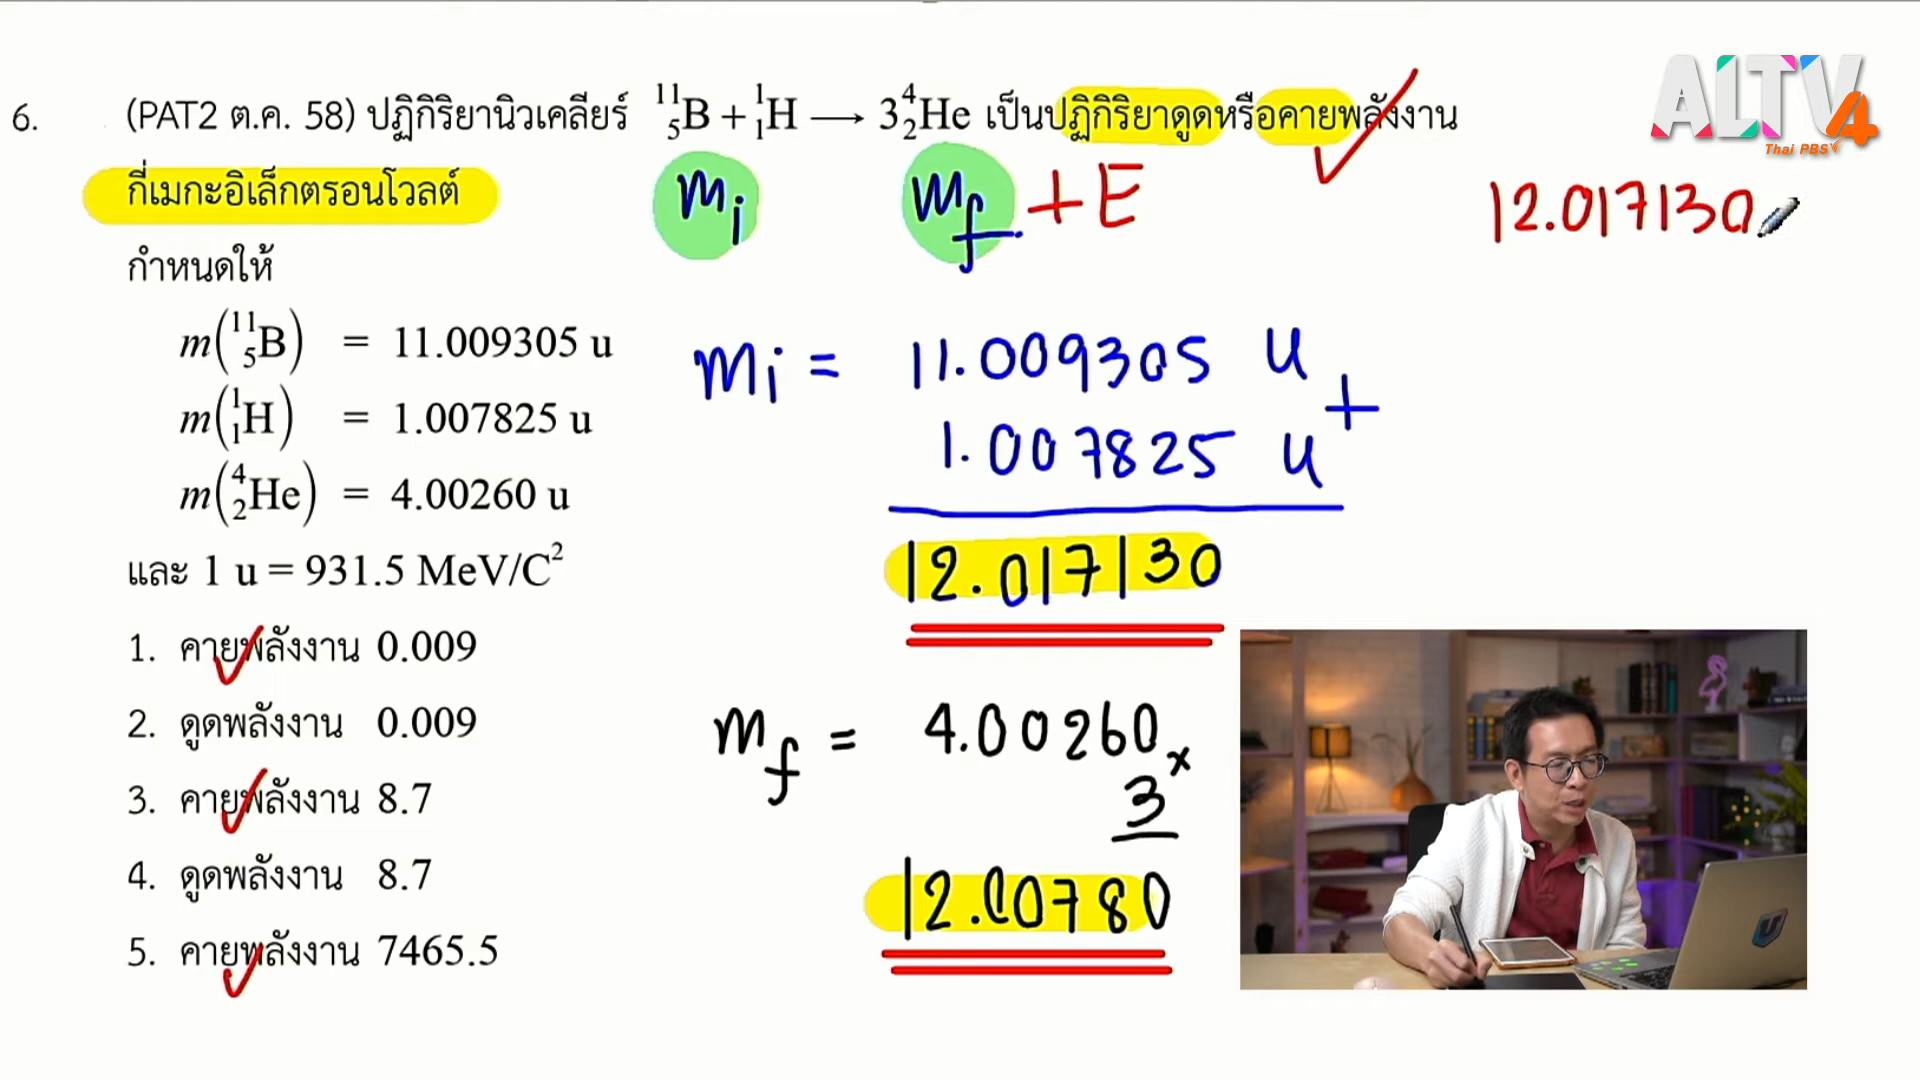 ALTV4
Thai PBS
6. (PAT2 ต.ค. 58) ปฏิกิริยานิวเคลียร์ ¹¹₅B + ¹₁H ⟶ 3⁴₂He เป็นปฏิกิริยาดูดหรือคายพลังงาน
กี่เมกะอิเล็กตรอนโวลต์
mᵢ m_f + E
12.017130
กำหนดให้
m(¹¹₅B) = 11.009305 u
m(¹₁H) = 1.007825 u
m(⁴₂He) = 4.00260 u
และ 1 u = 931.5 MeV/C²
1. คายพลังงาน 0.009
2. ดูดพลังงาน 0.009
3. คายพลังงาน 8.7
4. ดูดพลังงาน 8.7
5. คายพลังงาน 7465.5
mᵢ = 11.009305 u
+
1.007825 u
12.017130
m_f = 4.00260 x
3
12.00780